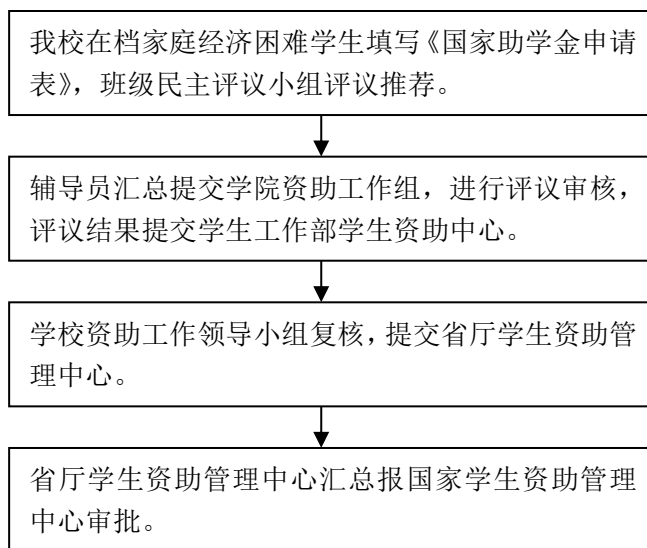 我校在档家庭经济困难学生填写《国家助学金申请
表》，班级民主评议小组评议推荐。
辅导员汇总提交学院资助工作组，进行评议审核，
评议结果提交学生工作部学生资助中心。
学校资助工作领导小组复核，提交省厅学生资助管
理中心。
省厅学生资助管理中心汇总报国家学生资助管理
中心审批。